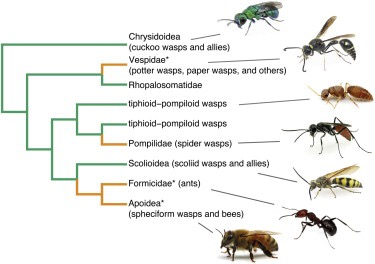 Chrysidoidea
(cuckoo wasps and allies)
Vespidae*
(potter wasps, paper wasps, and others)
Rhopalosomatidae
tiphioid-pompiloid wasps
tiphioid-pompiloid wasps
Pompilidae (spider wasps)
Scolioidea (scoliid wasps and allies)
Formicidae* (ants)
Apoidea*
(spheciform wasps and bees)